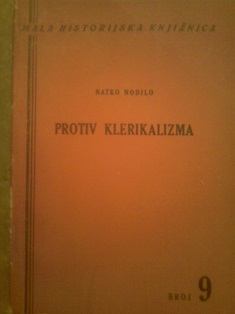 MALA HISTORIJSKA KNJIŽNICA
NATKO NODILO
PROTIV KLERIKALIZMA
BROJ 9